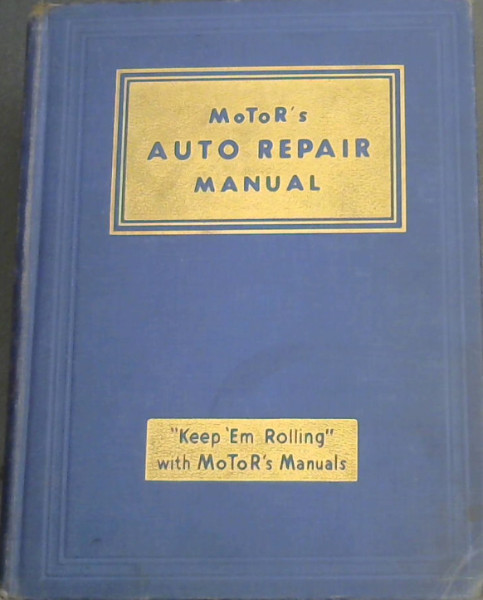 MoToR's
AUTO REPAIR
MANUAL
"Keep 'Em Rolling"
with MoToR's Manuals